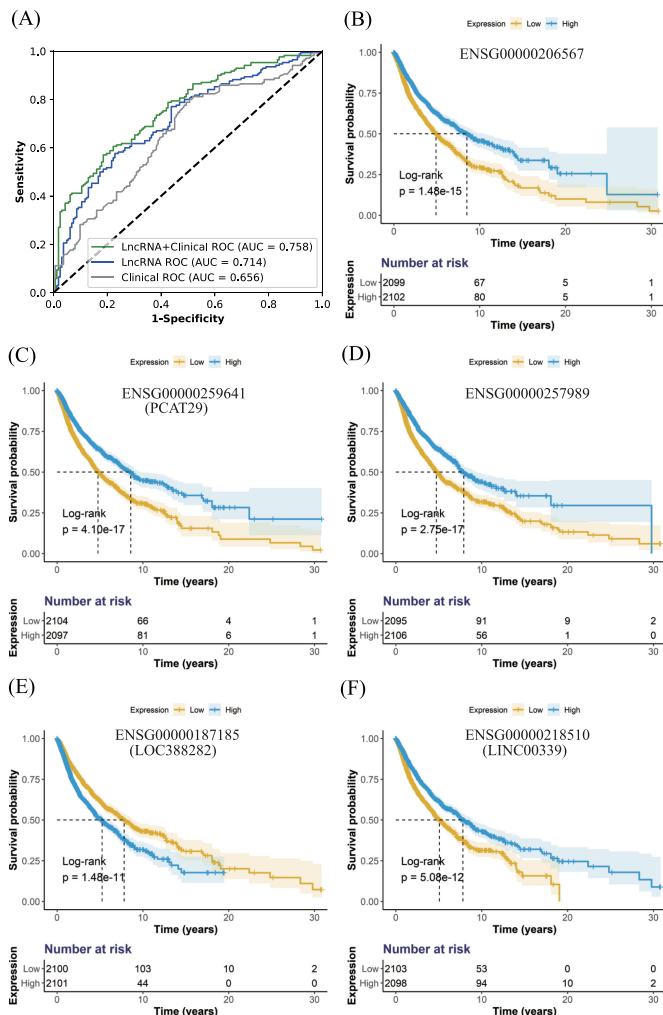 (A)
Sensitivity
1.0
0.8
0.6
0.4
0.2
0.0
0.0 0.2 0.4 0.6 0.8 1.0
1-Specificity
LncRNA+Clinical ROC (AUC = 0.758)
LncRNA ROC (AUC = 0.714)
Clinical ROC (AUC = 0.656)
(B)
Expression Low High
ENSG00000206567
Survival probability
1.00
0.75
0.50
0.25
0.00
Log-rank
p = 1.48e-15
0 10 20 30
Time (years)
Number at risk
Expression
Low 2099 67 5 1
High 2102 80 5 1
0 10 20 30
Time (years)
(C)
Expression Low High
ENSG00000259641
(PCAT29)
Survival probability
1.00
0.75
0.50
0.25
0.00
Log-rank
p = 4.10e-17
0 10 20 30
Time (years)
Number at risk
Expression
Low 2104 66 4 1
High 2097 81 6 1
0 10 20 30
Time (years)
(D)
Expression Low High
ENSG00000257989
Survival probability
1.00
0.75
0.50
0.25
0.00
Log-rank
p = 2.75e-17
0 10 20 30
Time (years)
Number at risk
Expression
Low 2095 91 9 2
High 2106 56 1 0
0 10 20 30
Time (years)
(E)
Expression Low High
ENSG00000187185
(LOC388282)
Survival probability
1.00
0.75
0.50
0.25
0.00
Log-rank
p = 1.48e-11
0 10 20 30
Time (years)
Number at risk
Expression
Low 2100 103 10 2
High 2101 44 0 0
0 10 20 30
Time (years)
(F)
Expression Low High
ENSG00000218510
(LINC00339)
Survival probability
1.00
0.75
0.50
0.25
0.00
Log-rank
p = 5.08e-12
0 10 20 30
Time (years)
Number at risk
Expression
Low 2103 53 0 0
High 2098 94 10 2
0 10 20 30
Time (years)